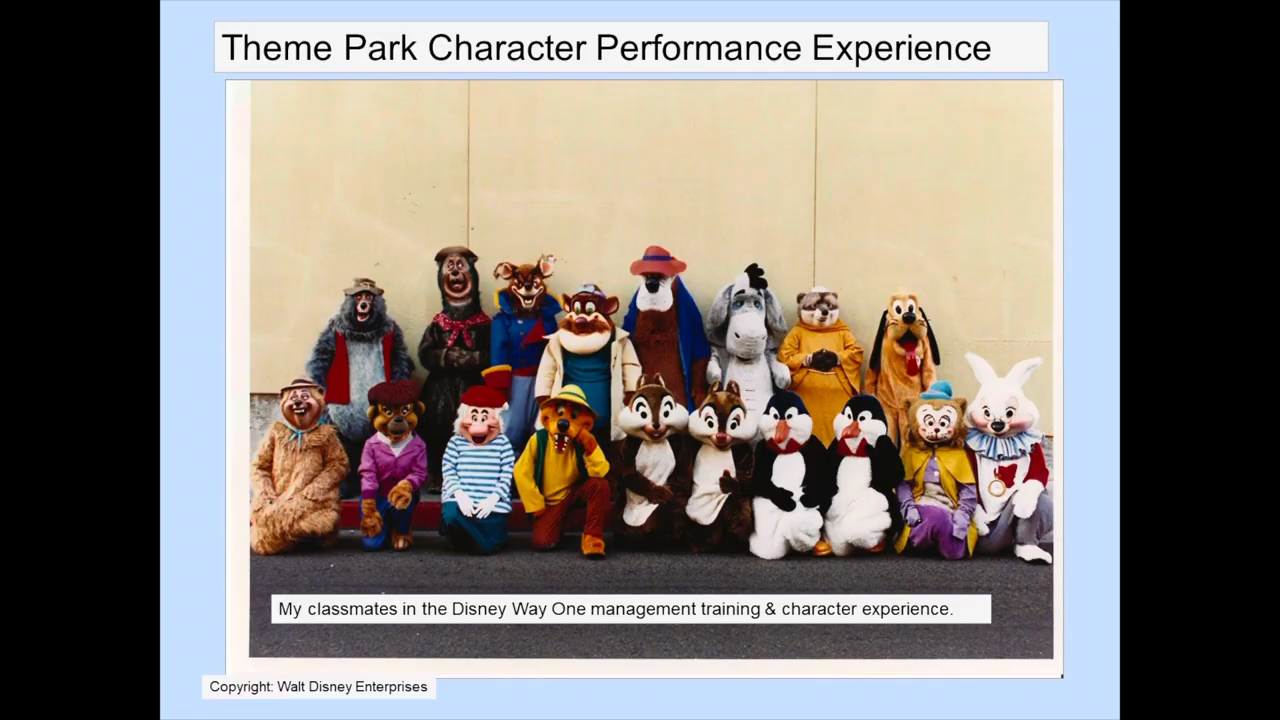 Theme Park Character Performance Experience
My classmates in the Disney Way One management training & character experience.
Copyright: Walt Disney Enterprises